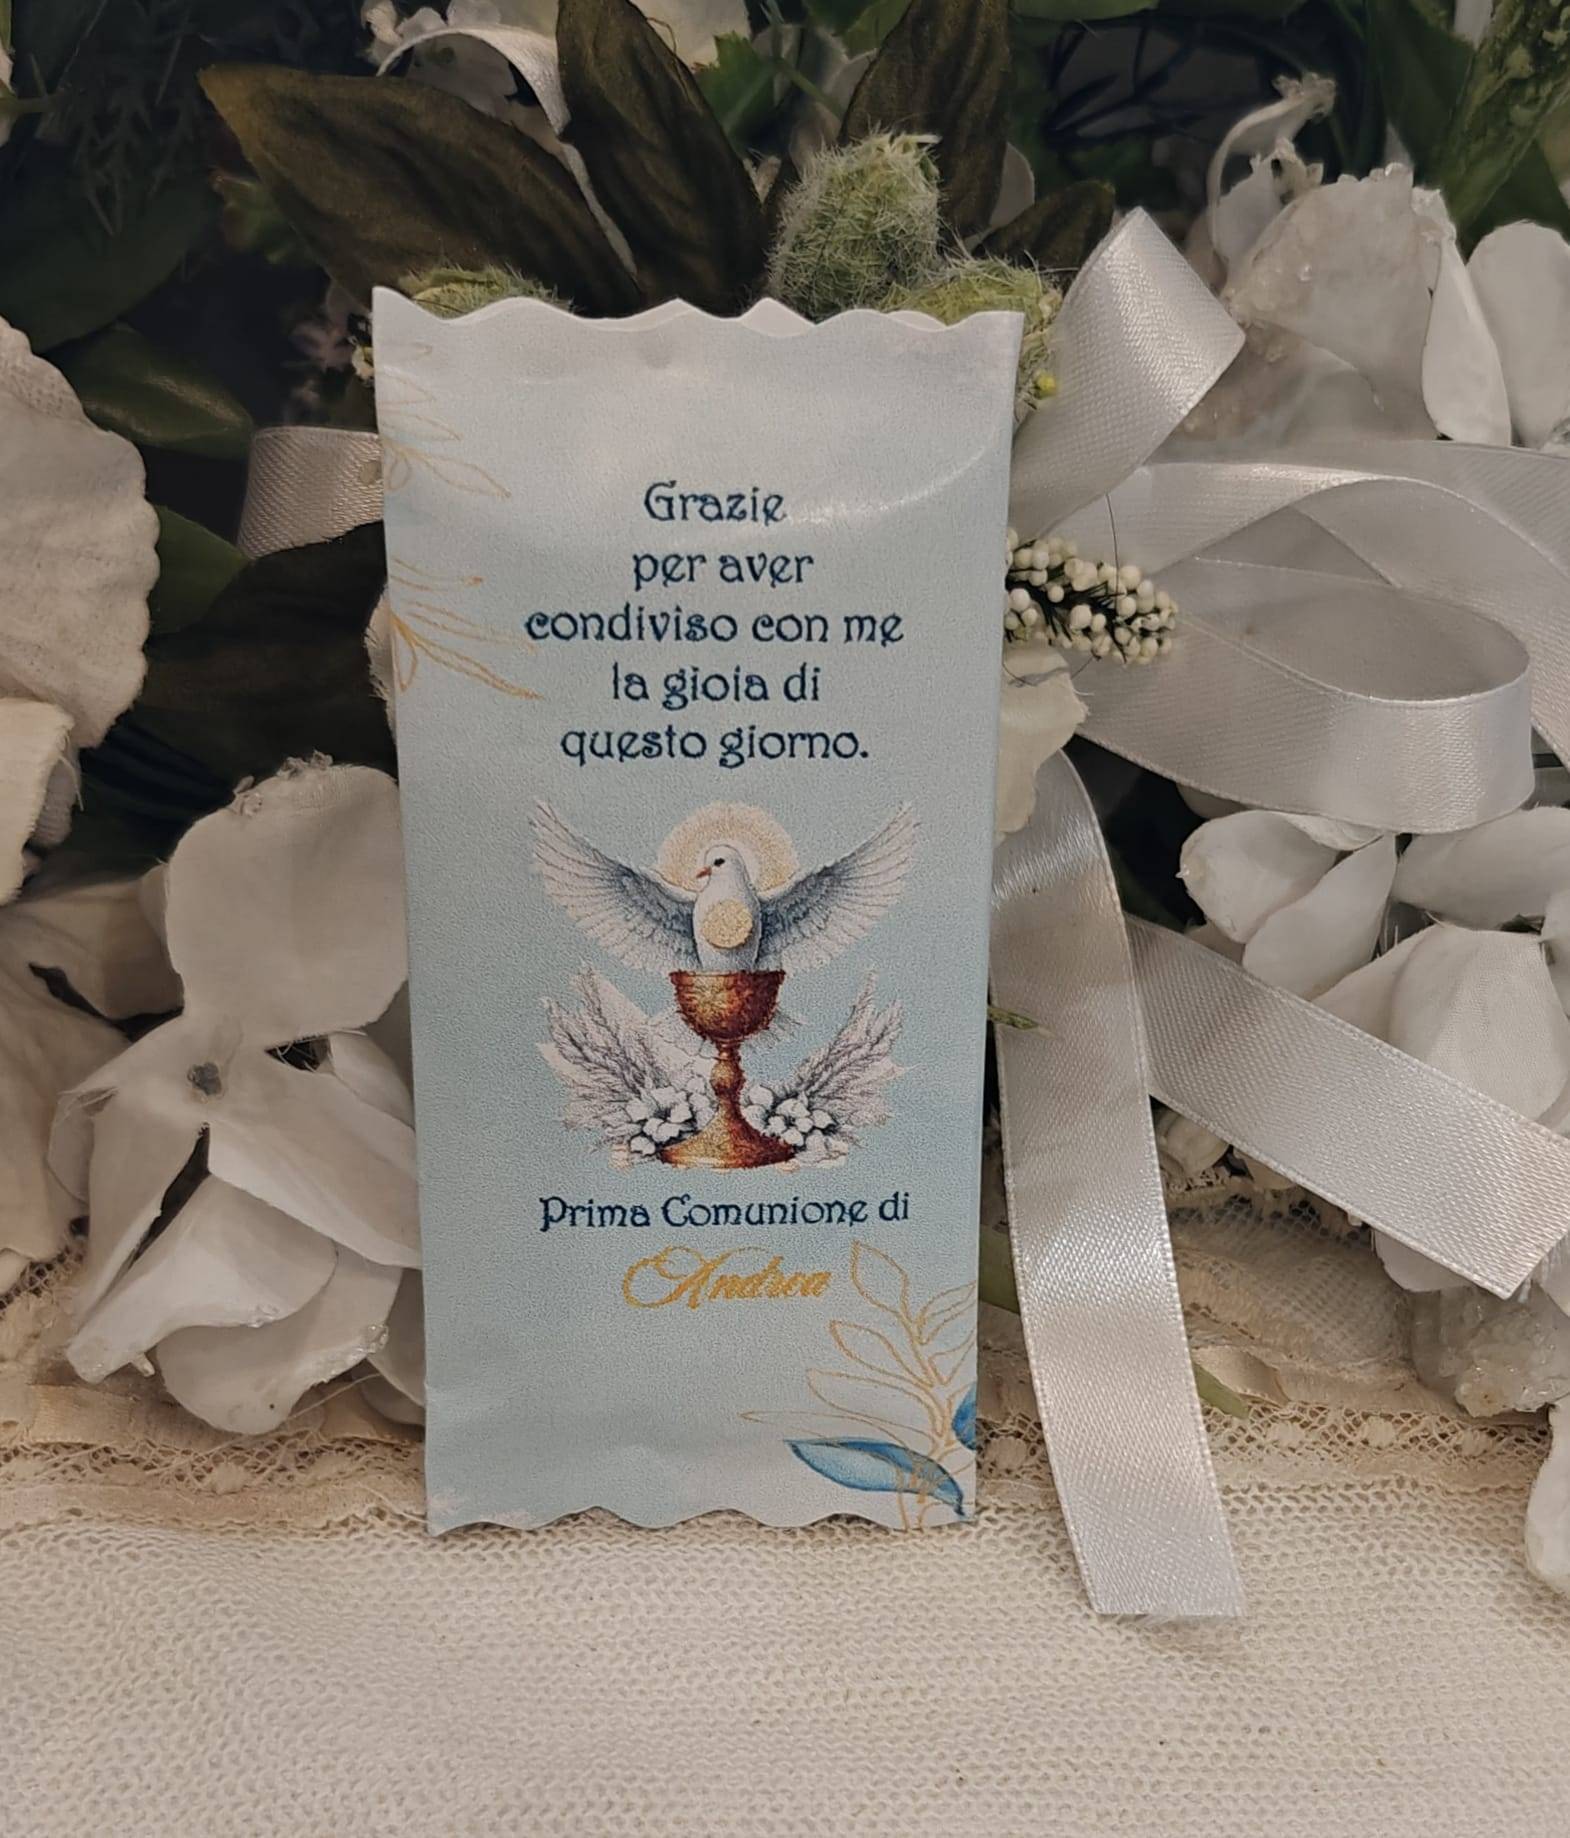 Grazie
per aver
condiviso con me
la gioia di
questo giorno.
Prima Comunione di
Andrea